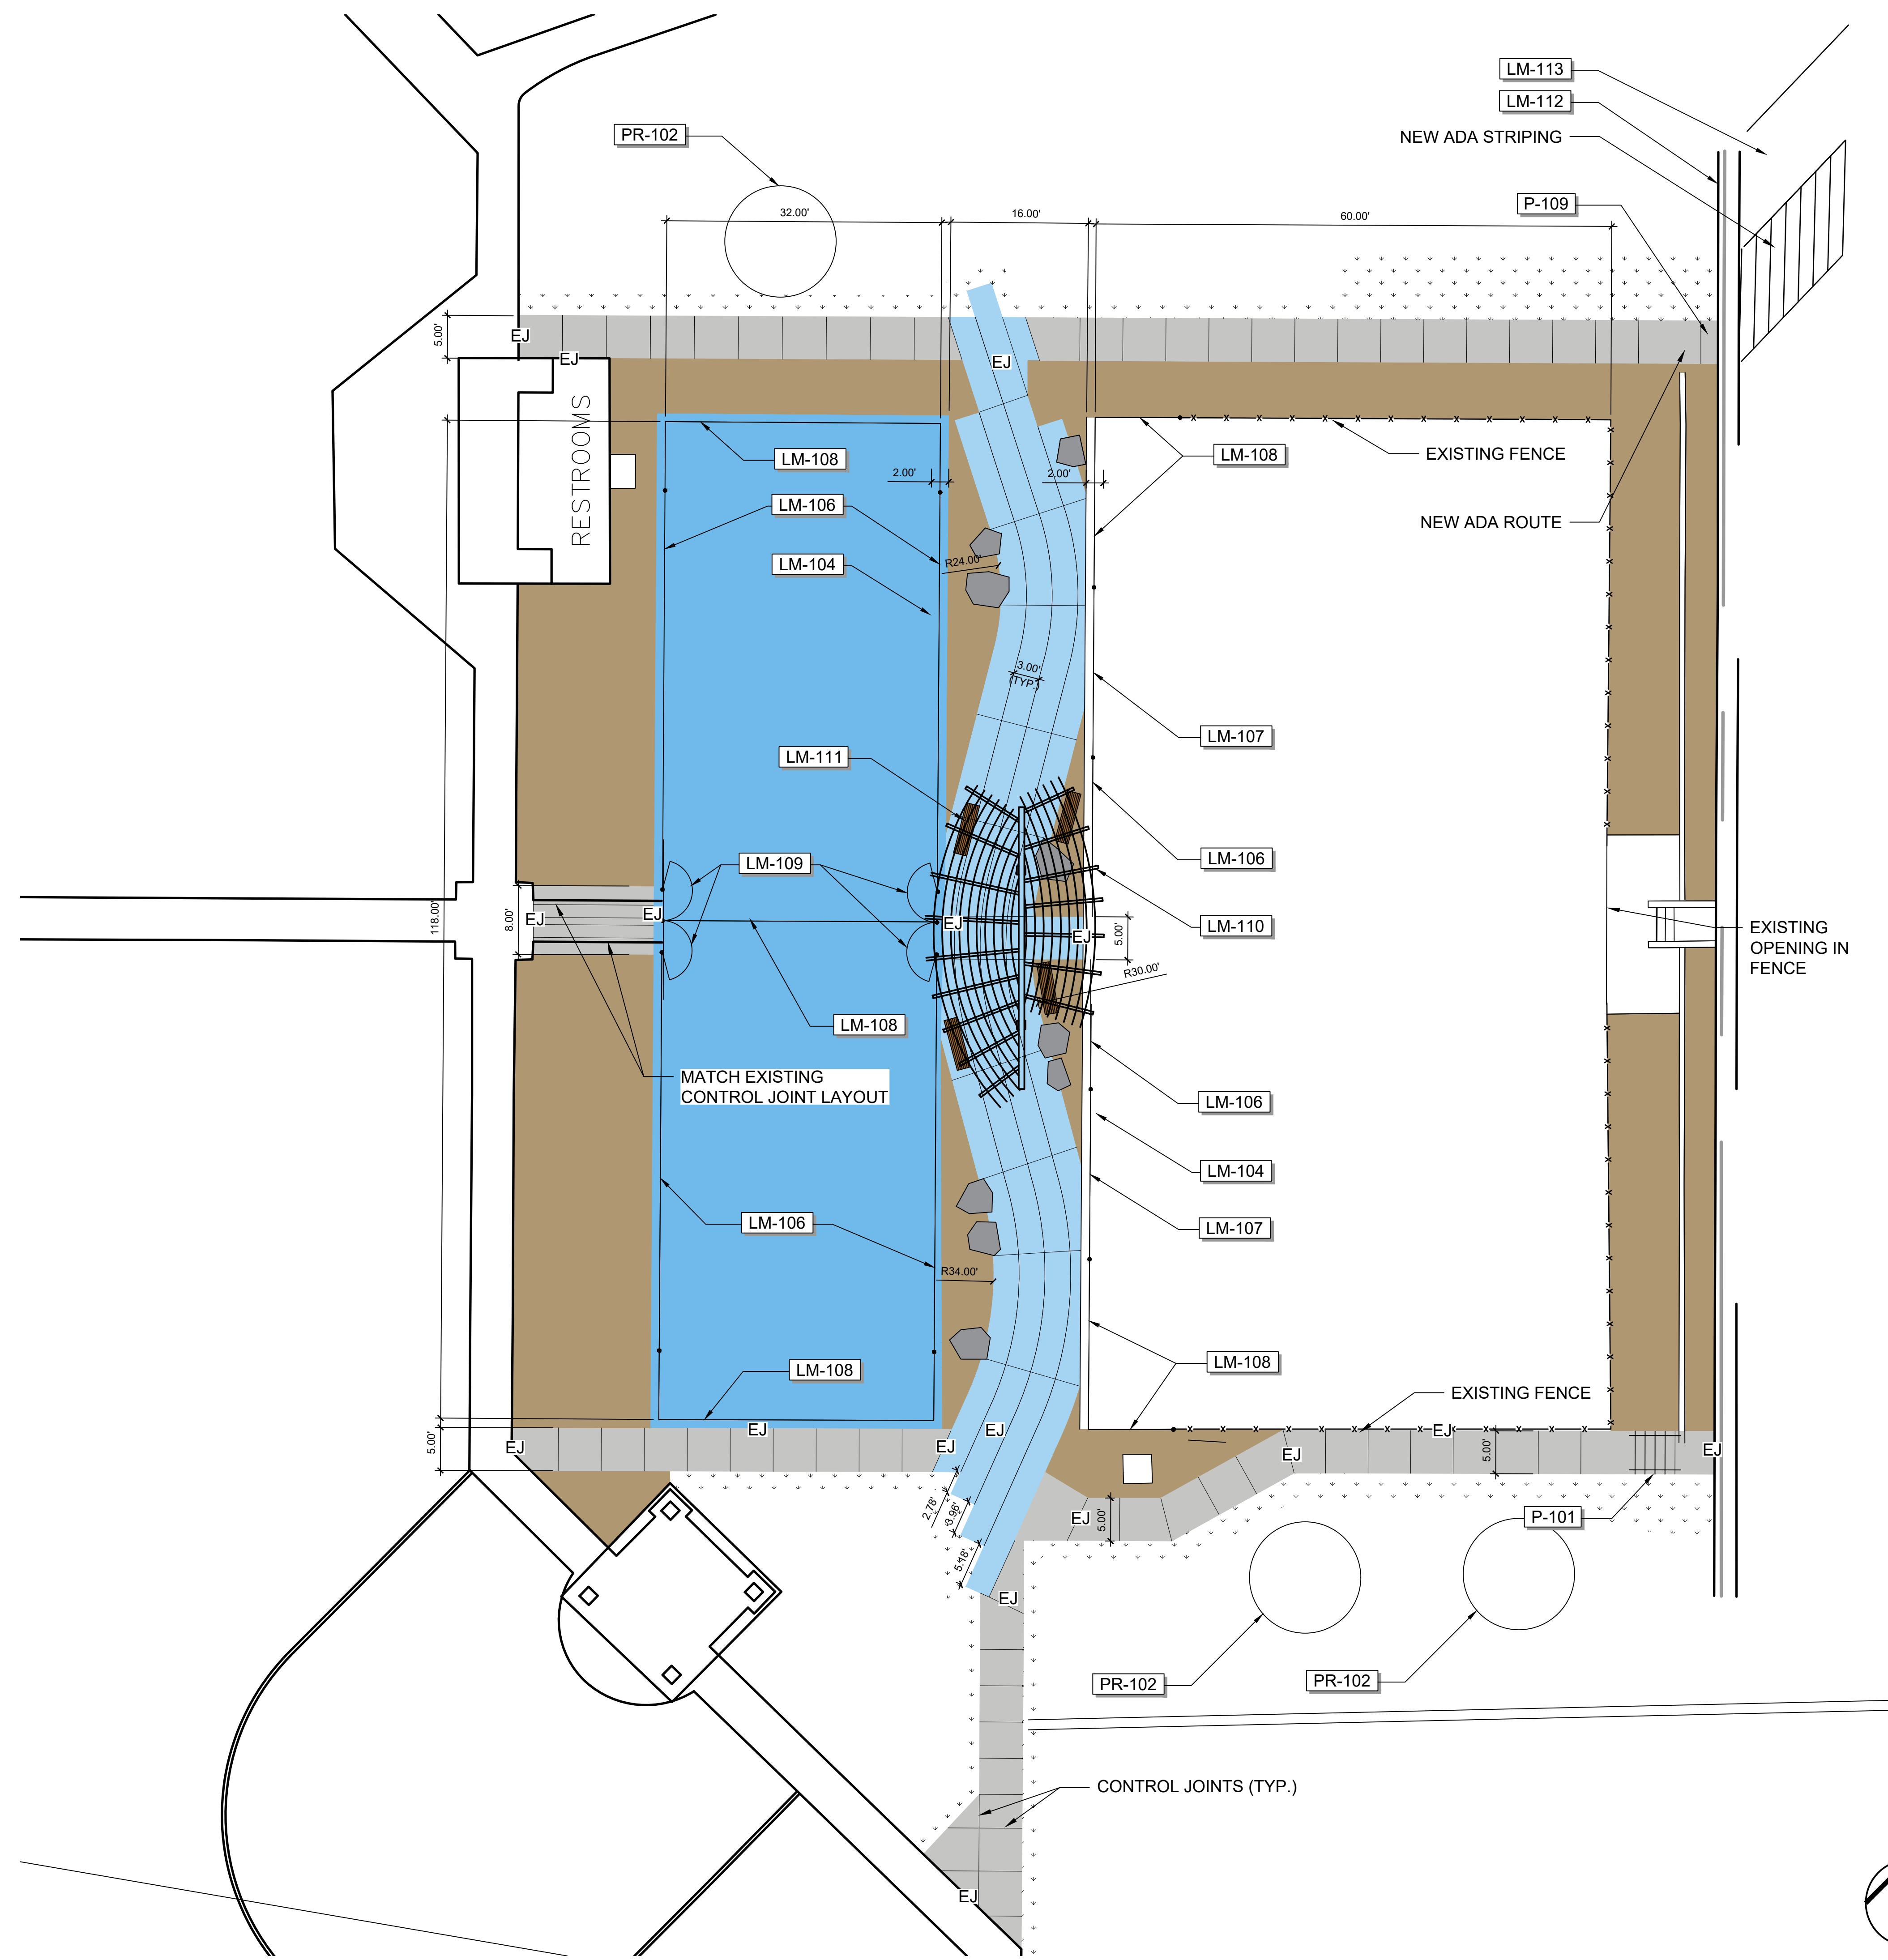 LM-113
LM-112
NEW ADA STRIPING
PR-102
P-109
32.00'
16.00'
60.00'
5.00'
EJ
EJ
EJ
RESTROOMS
LM-108
LM-108
EXISTING FENCE
2.00'
2.00'
LM-106
NEW ADA ROUTE
LM-104
R24.00'
3.00'
(TYP.)
LM-107
LM-111
LM-106
LM-109
118.00'
8.00'
EJ
EJ
EJ
EJ
5.00'
LM-110
EXISTING
OPENING IN
FENCE
R30.00'
LM-108
MATCH EXISTING
CONTROL JOINT LAYOUT
LM-106
LM-104
LM-106
LM-107
R34.00'
LM-108
LM-108
EXISTING FENCE
5.00'
EJ
EJ
EJ
EJ
EJ
EJ
5.00'
EJ
2.78'
3.96'
5.18'
EJ
5.00'
P-101
EJ
PR-102
PR-102
CONTROL JOINTS (TYP.)
EJ